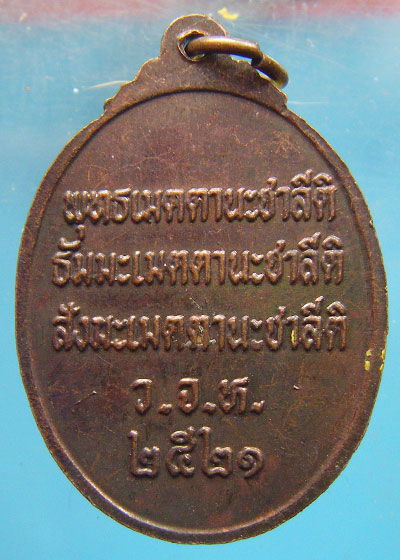 พุทธเมตตานะชาลีติ
ธัมมะเมตตานะชาลีติ
สังฆะเมตตานะชาลีติ
ว.อ.ท.
๒๕๒๑